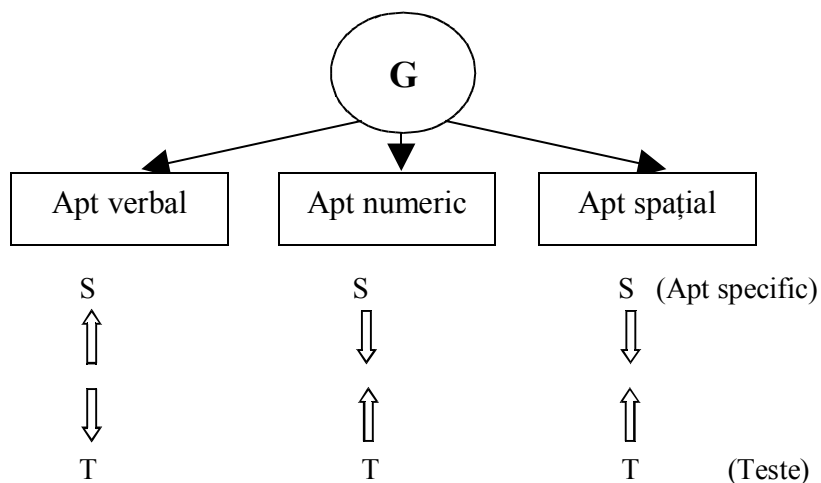 G
Apt verbal Apt numeric Apt spațial
S S S (Apt specific)
T T T (Teste)